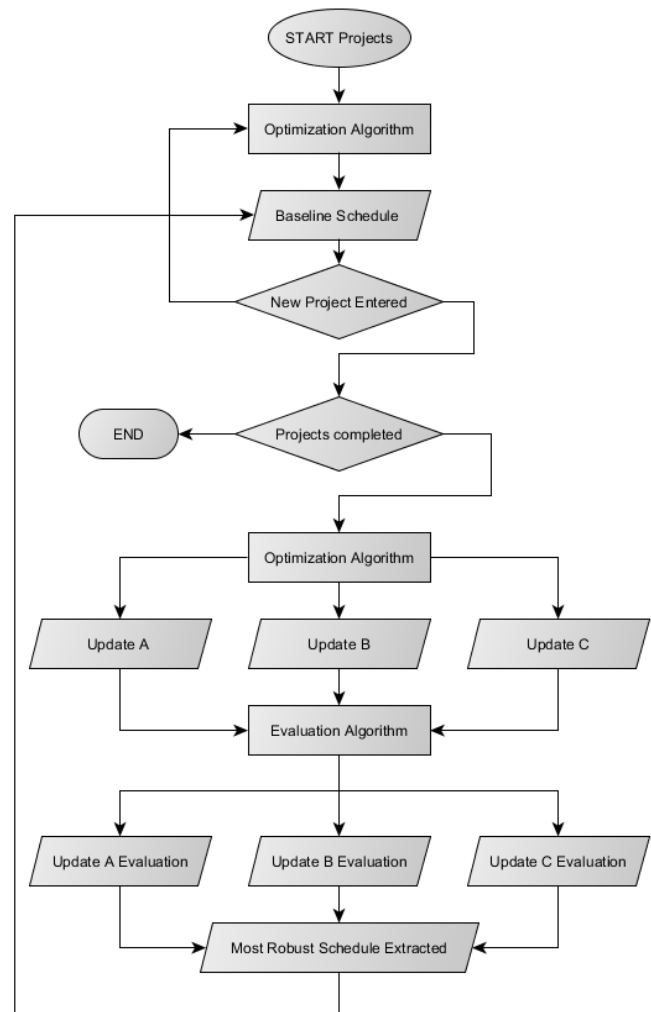 START Projects
Optimization Algorithm
Baseline Schedule
New Project Entered
END
Projects completed
Optimization Algorithm
Update A
Update B
Update C
Evaluation Algorithm
Update A Evaluation
Update B Evaluation
Update C Evaluation
Most Robust Schedule Extracted